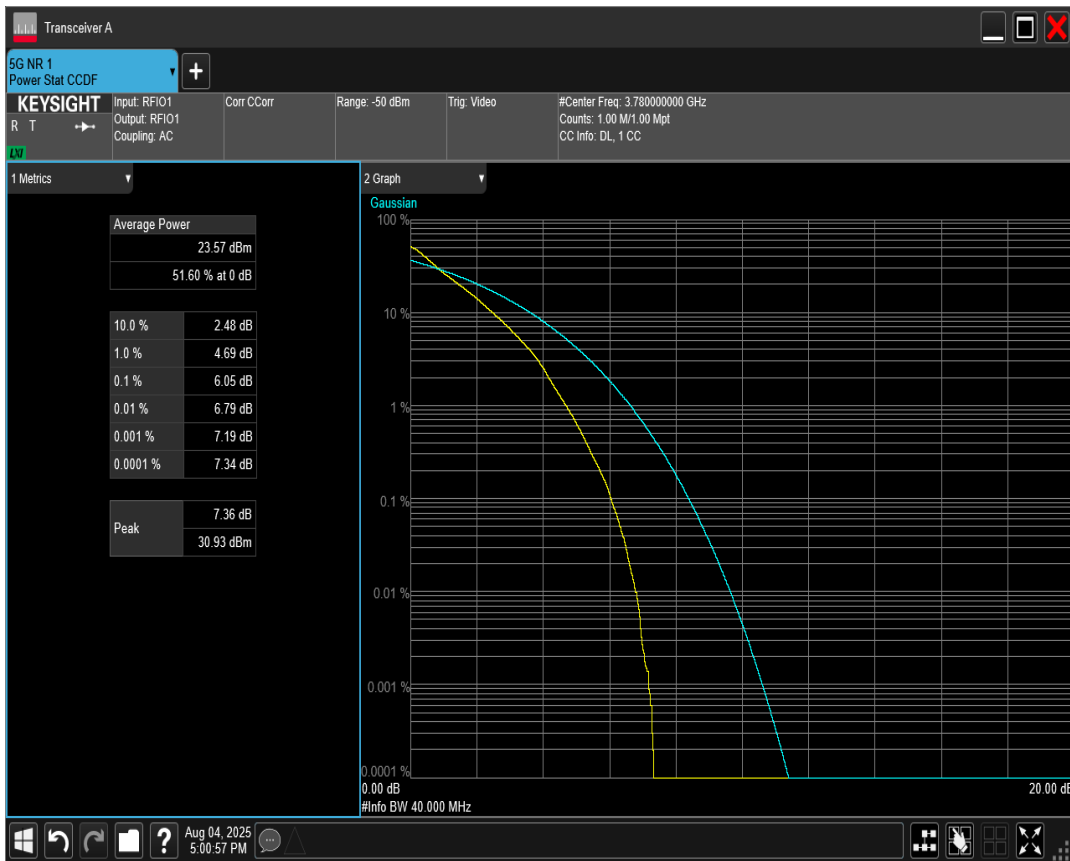 Transceiver A
5G NR 1
Power Stat CCDF
+
KEYSIGHT
R T
LXI
Input: RFIO1
Output: RFIO1
Coupling: AC
Corr CCorr
Range: -50 dBm
Trig: Video
#Center Freq: 3.780000000 GHz
Counts: 1.00 M/1.00 Mpt
CC Info: DL, 1 CC
1 Metrics
Average Power
23.57 dBm
51.60 % at 0 dB
10.0 % 2.48 dB
1.0 % 4.69 dB
0.1 % 6.05 dB
0.01 % 6.79 dB
0.001 % 7.19 dB
0.0001 % 7.34 dB
Peak
7.36 dB
30.93 dBm
2 Graph
Gaussian
100 %
10 %
1 %
0.1 %
0.01 %
0.001 %
0.0001 %
0.00 dB 20.00 dB
#Info BW 40.000 MHz
?
Aug 04, 2025
5:00:57 PM